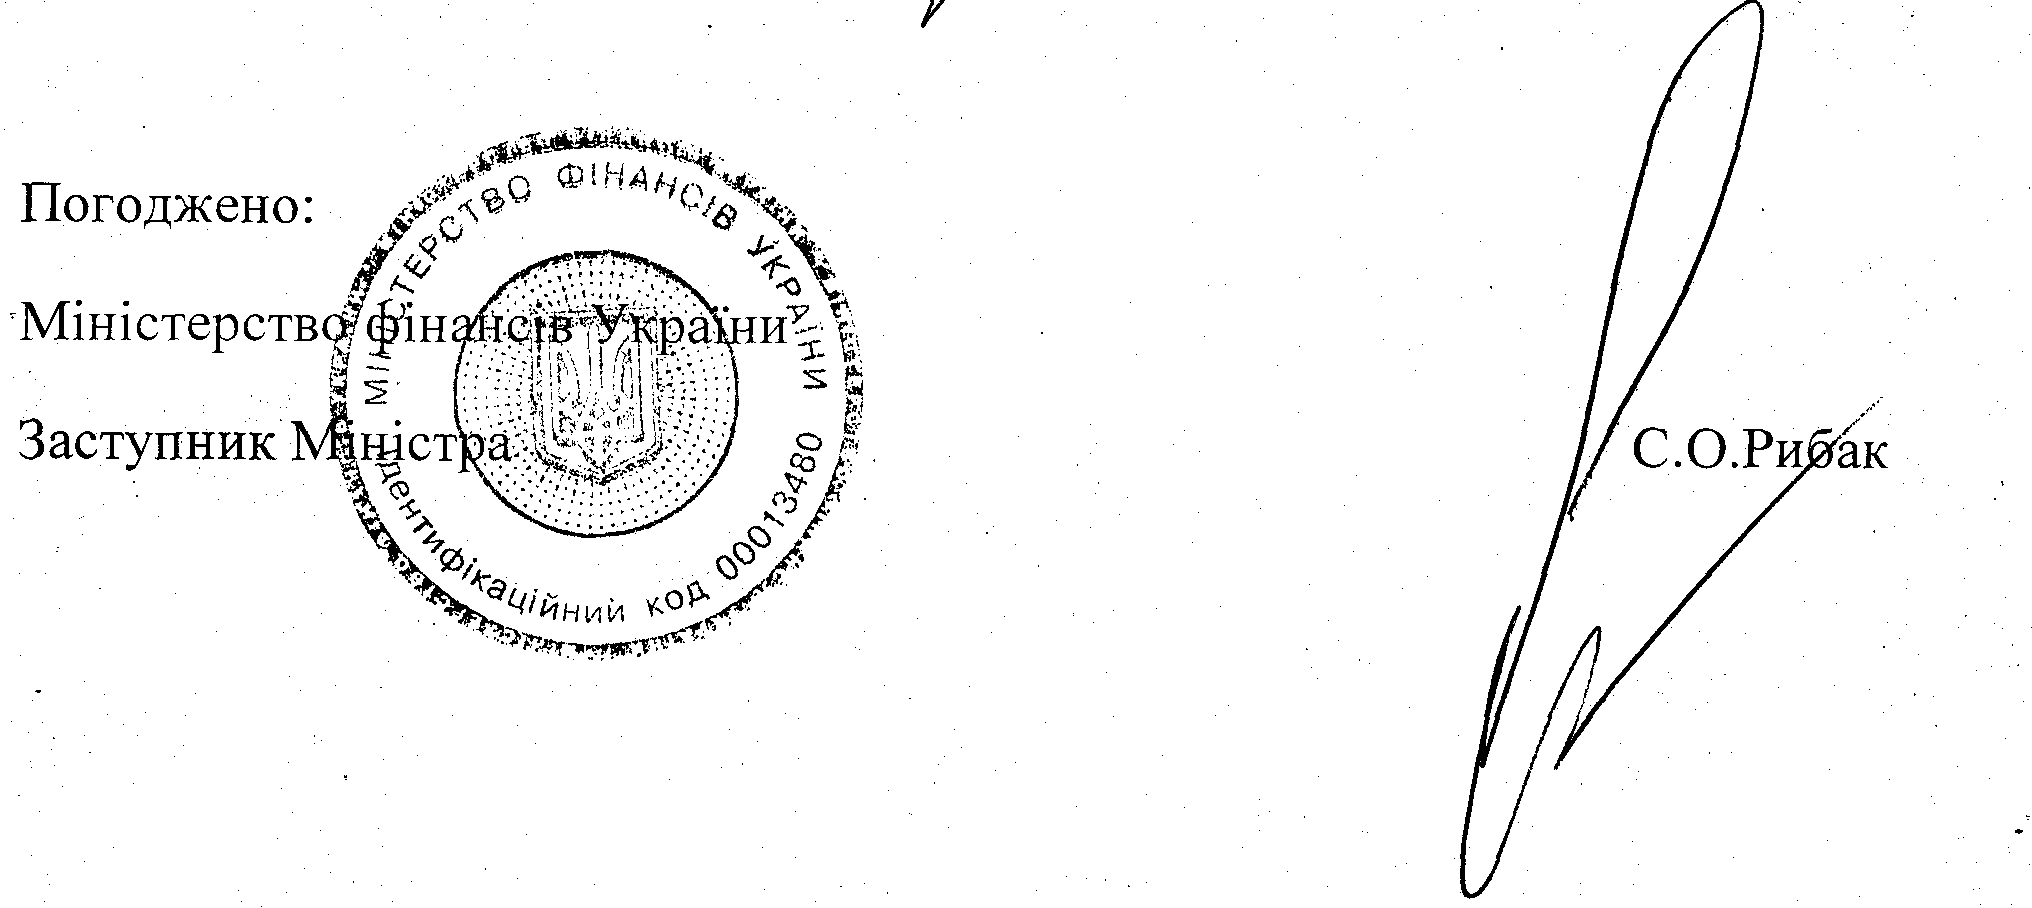 Погоджено:
Міністерство фінансів України
Заступник Міністра
С.О.Рибак
МІНІСТЕРСТВО ФІНАНСІВ УКРАЇНИ
Ідентифікаційний код 00013480